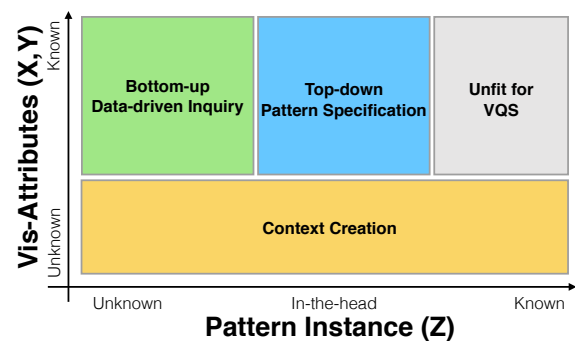 Vis-Attributes (X,Y)
Known
Unknown
Bottom-up
Data-driven Inquiry
Top-down
Pattern Specification
Unfit for
VQS
Context Creation
Unknown
In-the-head
Known
Pattern Instance (Z)